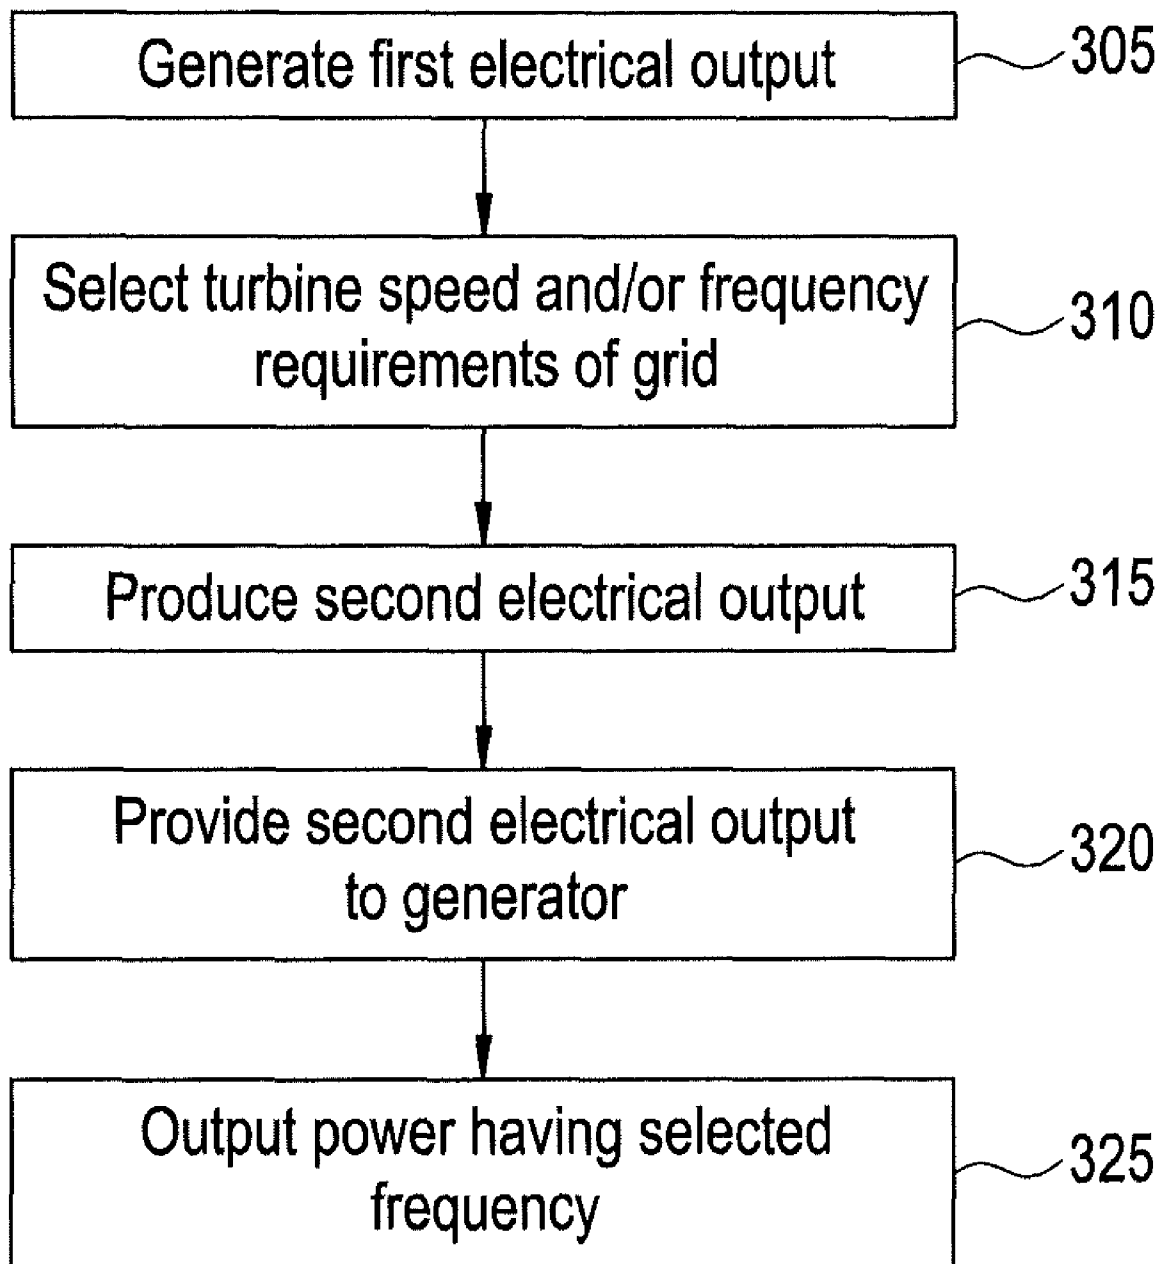 Generate first electrical output
305
Select turbine speed and/or frequency
requirements of grid
310
Produce second electrical output
315
Provide second electrical output
to generator
320
Output power having selected
frequency
325